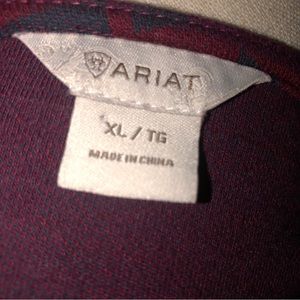 ARIAT
XL / TG
MADE IN CHINA